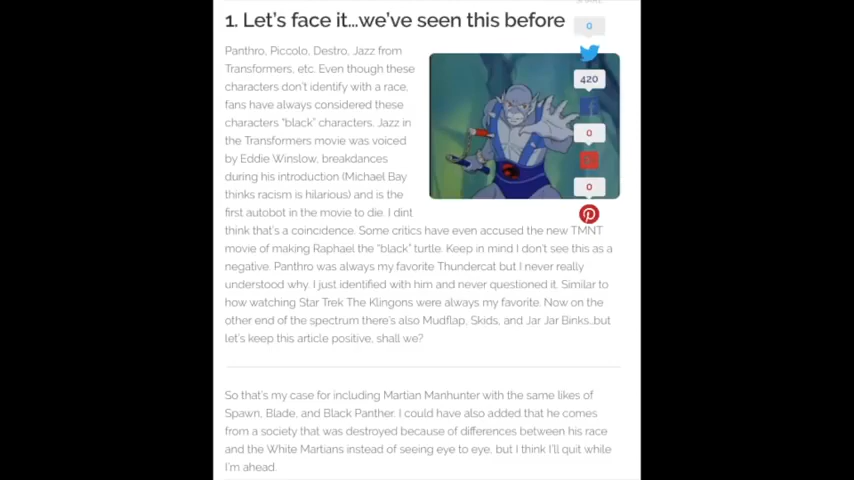 SHARE
1. Let's face it...we've seen this before
0
Panthro, Piccolo, Destro, Jazz from
Transformers, etc. Even though these
characters don't identify with a race,
fans have always considered these
characters "black" characters. Jazz in
the Transformers movie was voiced
by Eddie Winslow, breakdances
during his introduction (Michael Bay
thinks racism is hilarious) and is the
first autobot in the movie to die. I dint
420
0
0
think that's a coincidence. Some critics have even accused the new TMNT
movie of making Raphael the "black" turtle. Keep in mind I don't see this as a
negative. Panthro was always my favorite Thundercat but I never really
understood why. I just identified with him and never questioned it. Similar to
how watching Star Trek The Klingons were always my favorite. Now on the
other end of the spectrum there's also Mudflap, Skids, and Jar Jar Binks...but
let's keep this article positive, shall we?
So that's my case for including Martian Manhunter with the same likes of
Spawn, Blade, and Black Panther. I could have also added that he comes
from a society that was destroyed because of differences between his race
and the White Martians instead of seeing eye to eye, but I think I'll quit while
I'm ahead.